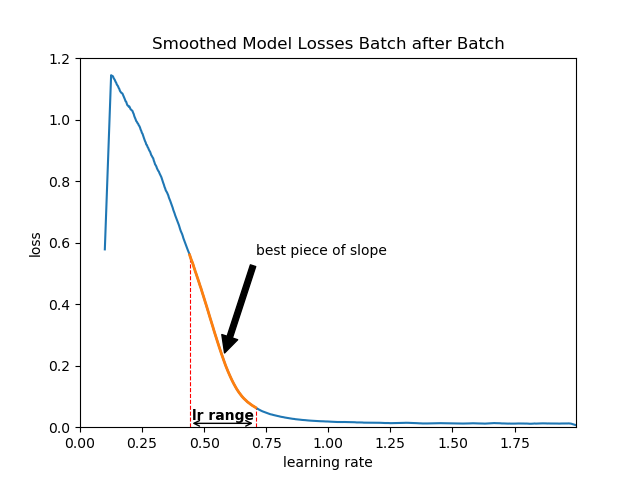 Smoothed Model Losses Batch after Batch
1.2
1.0
0.8
0.6
0.4
0.2
0.0
loss
best piece of slope
lr range
0.00 0.25 0.50 0.75 1.00 1.25 1.50 1.75
learning rate